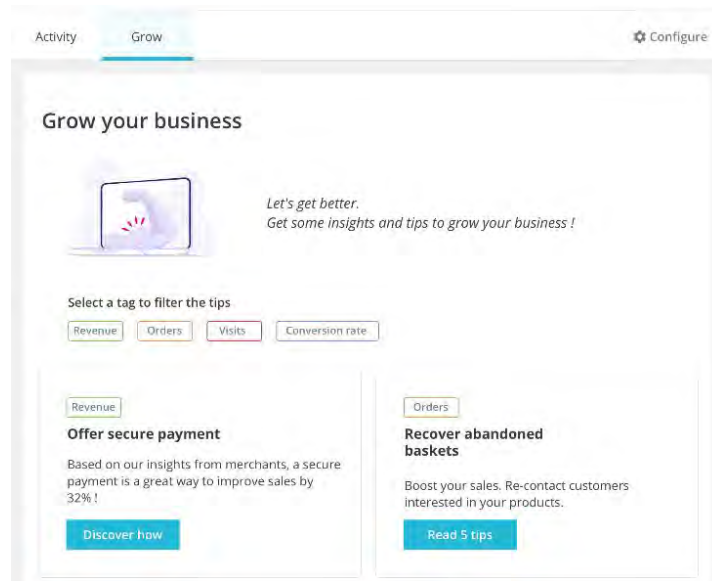 Activity Grow Configure
Grow your business
Let's get better.
Get some insights and tips to grow your business !
Select a tag to filter the tips
Revenue Orders Visits Conversion rate
Revenue
Offer secure payment
Based on our insights from merchants, a secure
payment is a great way to improve sales by
32% !
Discover how
Orders
Recover abandoned
baskets
Boost your sales. Re-contact customers
interested in your products.
Read 5 tips